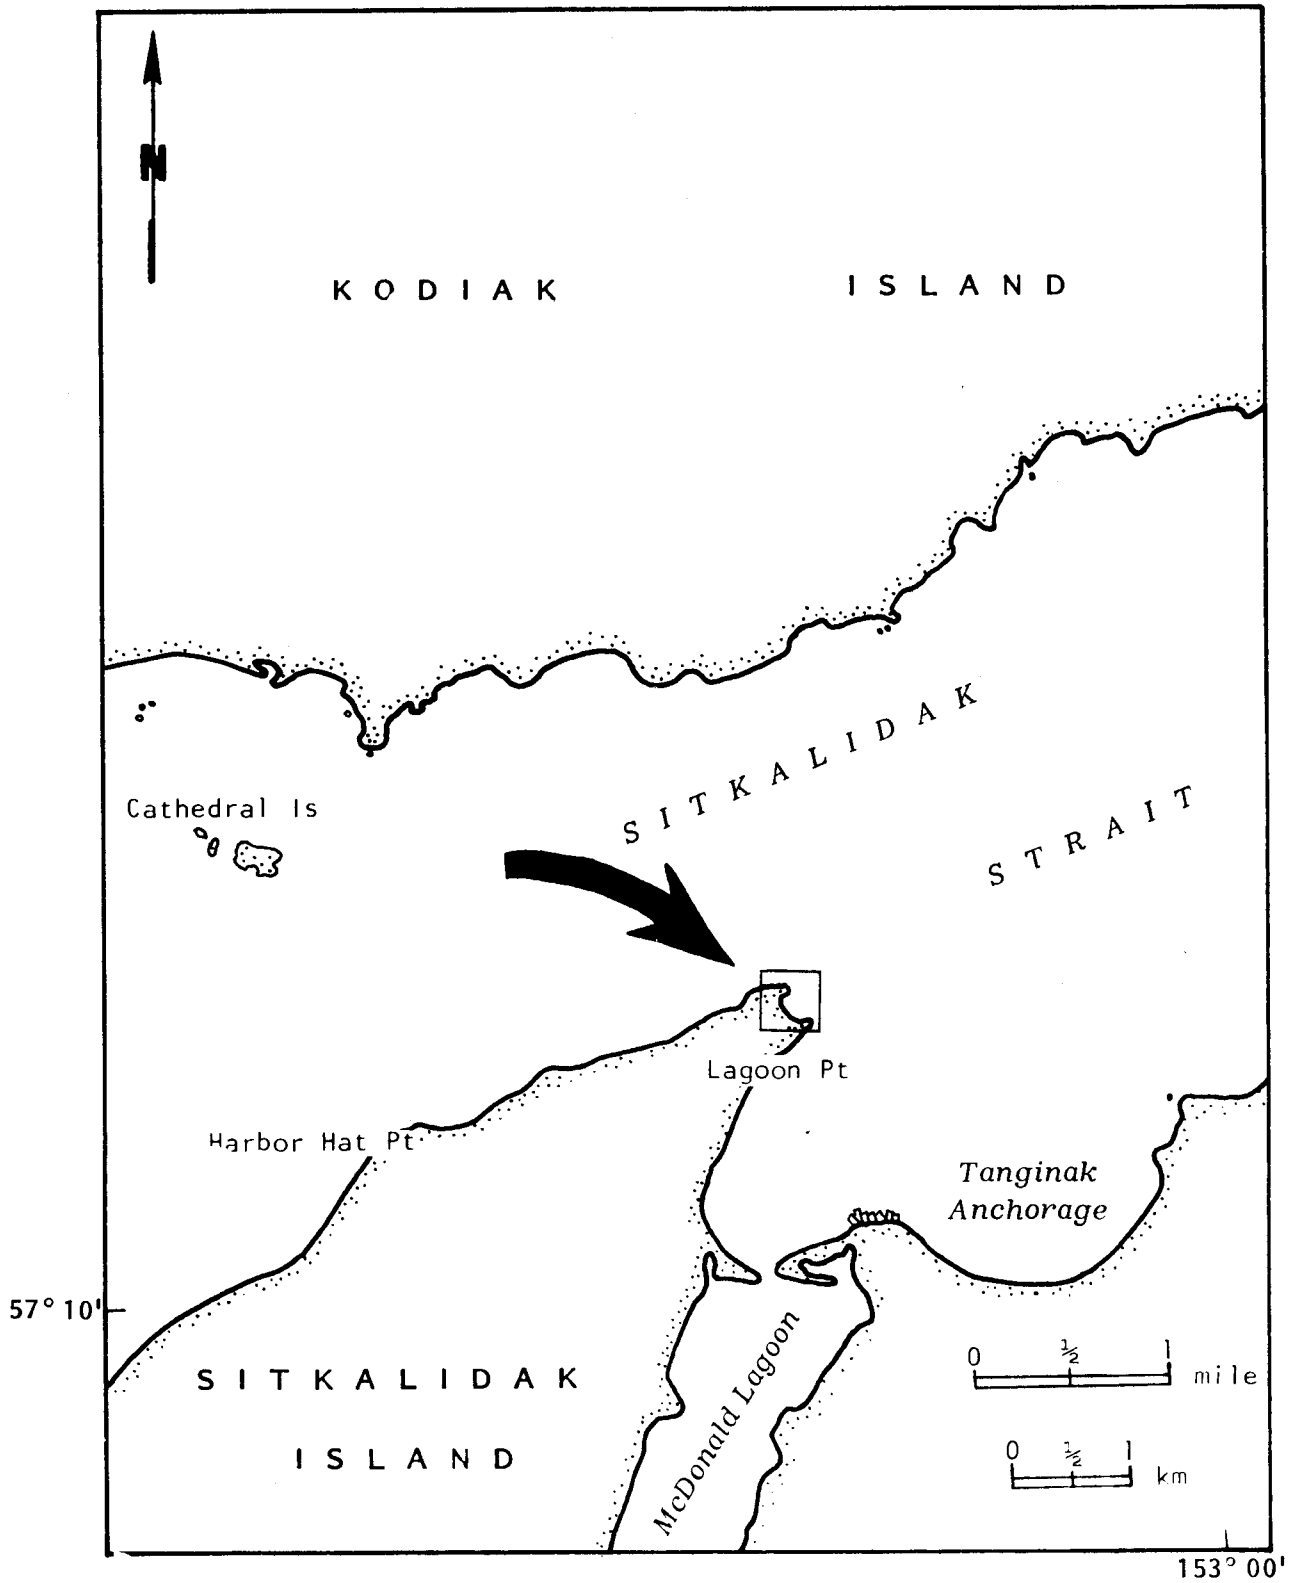 N
KODIAK ISLAND
SITKALIDAK
STRAIT
Cathedral Is
Lagoon Pt
Harbor Hat Pt
Tanginak
Anchorage
57° 10'
SITKALIDAK
ISLAND
McDonald Lagoon
0 ½ 1
mile
0 ½ 1
km
153° 00'